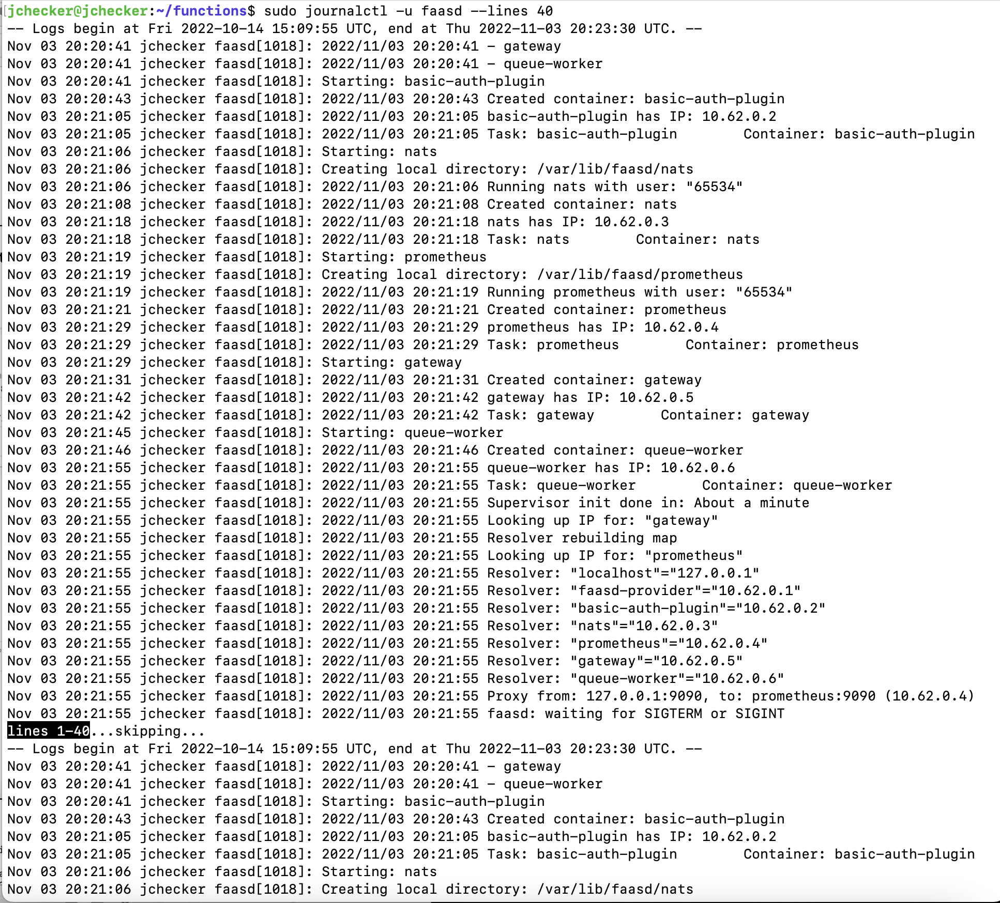 jchecker@jchecker:~/functions$ sudo journalctl -u faasd --lines 40
-- Logs begin at Fri 2022-10-14 15:09:55 UTC, end at Thu 2022-11-03 20:23:30 UTC. --
Nov 03 20:20:41 jchecker faasd[1018]: 2022/11/03 20:20:41 - gateway
Nov 03 20:20:41 jchecker faasd[1018]: 2022/11/03 20:20:41 - queue-worker
Nov 03 20:20:41 jchecker faasd[1018]: Starting: basic-auth-plugin
Nov 03 20:20:43 jchecker faasd[1018]: 2022/11/03 20:20:43 Created container: basic-auth-plugin
Nov 03 20:21:05 jchecker faasd[1018]: 2022/11/03 20:21:05 basic-auth-plugin has IP: 10.62.0.2
Nov 03 20:21:05 jchecker faasd[1018]: 2022/11/03 20:21:05 Task: basic-auth-plugin        Container: basic-auth-plugin
Nov 03 20:21:06 jchecker faasd[1018]: Starting: nats
Nov 03 20:21:06 jchecker faasd[1018]: Creating local directory: /var/lib/faasd/nats
Nov 03 20:21:06 jchecker faasd[1018]: 2022/11/03 20:21:06 Running nats with user: "65534"
Nov 03 20:21:08 jchecker faasd[1018]: 2022/11/03 20:21:08 Created container: nats
Nov 03 20:21:18 jchecker faasd[1018]: 2022/11/03 20:21:18 nats has IP: 10.62.0.3
Nov 03 20:21:18 jchecker faasd[1018]: 2022/11/03 20:21:18 Task: nats        Container: nats
Nov 03 20:21:19 jchecker faasd[1018]: Starting: prometheus
Nov 03 20:21:19 jchecker faasd[1018]: Creating local directory: /var/lib/faasd/prometheus
Nov 03 20:21:19 jchecker faasd[1018]: 2022/11/03 20:21:19 Running prometheus with user: "65534"
Nov 03 20:21:21 jchecker faasd[1018]: 2022/11/03 20:21:21 Created container: prometheus
Nov 03 20:21:29 jchecker faasd[1018]: 2022/11/03 20:21:29 prometheus has IP: 10.62.0.4
Nov 03 20:21:29 jchecker faasd[1018]: 2022/11/03 20:21:29 Task: prometheus        Container: prometheus
Nov 03 20:21:29 jchecker faasd[1018]: Starting: gateway
Nov 03 20:21:31 jchecker faasd[1018]: 2022/11/03 20:21:31 Created container: gateway
Nov 03 20:21:42 jchecker faasd[1018]: 2022/11/03 20:21:42 gateway has IP: 10.62.0.5
Nov 03 20:21:42 jchecker faasd[1018]: 2022/11/03 20:21:42 Task: gateway        Container: gateway
Nov 03 20:21:45 jchecker faasd[1018]: Starting: queue-worker
Nov 03 20:21:46 jchecker faasd[1018]: 2022/11/03 20:21:46 Created container: queue-worker
Nov 03 20:21:55 jchecker faasd[1018]: 2022/11/03 20:21:55 queue-worker has IP: 10.62.0.6
Nov 03 20:21:55 jchecker faasd[1018]: 2022/11/03 20:21:55 Task: queue-worker        Container: queue-worker
Nov 03 20:21:55 jchecker faasd[1018]: 2022/11/03 20:21:55 Supervisor init done in: About a minute
Nov 03 20:21:55 jchecker faasd[1018]: 2022/11/03 20:21:55 Looking up IP for: "gateway"
Nov 03 20:21:55 jchecker faasd[1018]: 2022/11/03 20:21:55 Resolver rebuilding map
Nov 03 20:21:55 jchecker faasd[1018]: 2022/11/03 20:21:55 Looking up IP for: "prometheus"
Nov 03 20:21:55 jchecker faasd[1018]: 2022/11/03 20:21:55 Resolver: "localhost"="127.0.0.1"
Nov 03 20:21:55 jchecker faasd[1018]: 2022/11/03 20:21:55 Resolver: "faasd-provider"="10.62.0.1"
Nov 03 20:21:55 jchecker faasd[1018]: 2022/11/03 20:21:55 Resolver: "basic-auth-plugin"="10.62.0.2"
Nov 03 20:21:55 jchecker faasd[1018]: 2022/11/03 20:21:55 Resolver: "nats"="10.62.0.3"
Nov 03 20:21:55 jchecker faasd[1018]: 2022/11/03 20:21:55 Resolver: "prometheus"="10.62.0.4"
Nov 03 20:21:55 jchecker faasd[1018]: 2022/11/03 20:21:55 Resolver: "gateway"="10.62.0.5"
Nov 03 20:21:55 jchecker faasd[1018]: 2022/11/03 20:21:55 Resolver: "queue-worker"="10.62.0.6"
Nov 03 20:21:55 jchecker faasd[1018]: 2022/11/03 20:21:55 Proxy from: 127.0.0.1:9090, to: prometheus:9090 (10.62.0.4)
Nov 03 20:21:55 jchecker faasd[1018]: 2022/11/03 20:21:55 faasd: waiting for SIGTERM or SIGINT
lines 1-40...skipping...
-- Logs begin at Fri 2022-10-14 15:09:55 UTC, end at Thu 2022-11-03 20:23:30 UTC. --
Nov 03 20:20:41 jchecker faasd[1018]: 2022/11/03 20:20:41 - gateway
Nov 03 20:20:41 jchecker faasd[1018]: 2022/11/03 20:20:41 - queue-worker
Nov 03 20:20:41 jchecker faasd[1018]: Starting: basic-auth-plugin
Nov 03 20:20:43 jchecker faasd[1018]: 2022/11/03 20:20:43 Created container: basic-auth-plugin
Nov 03 20:21:05 jchecker faasd[1018]: 2022/11/03 20:21:05 basic-auth-plugin has IP: 10.62.0.2
Nov 03 20:21:05 jchecker faasd[1018]: 2022/11/03 20:21:05 Task: basic-auth-plugin        Container: basic-auth-plugin
Nov 03 20:21:06 jchecker faasd[1018]: Starting: nats
Nov 03 20:21:06 jchecker faasd[1018]: Creating local directory: /var/lib/faasd/nats